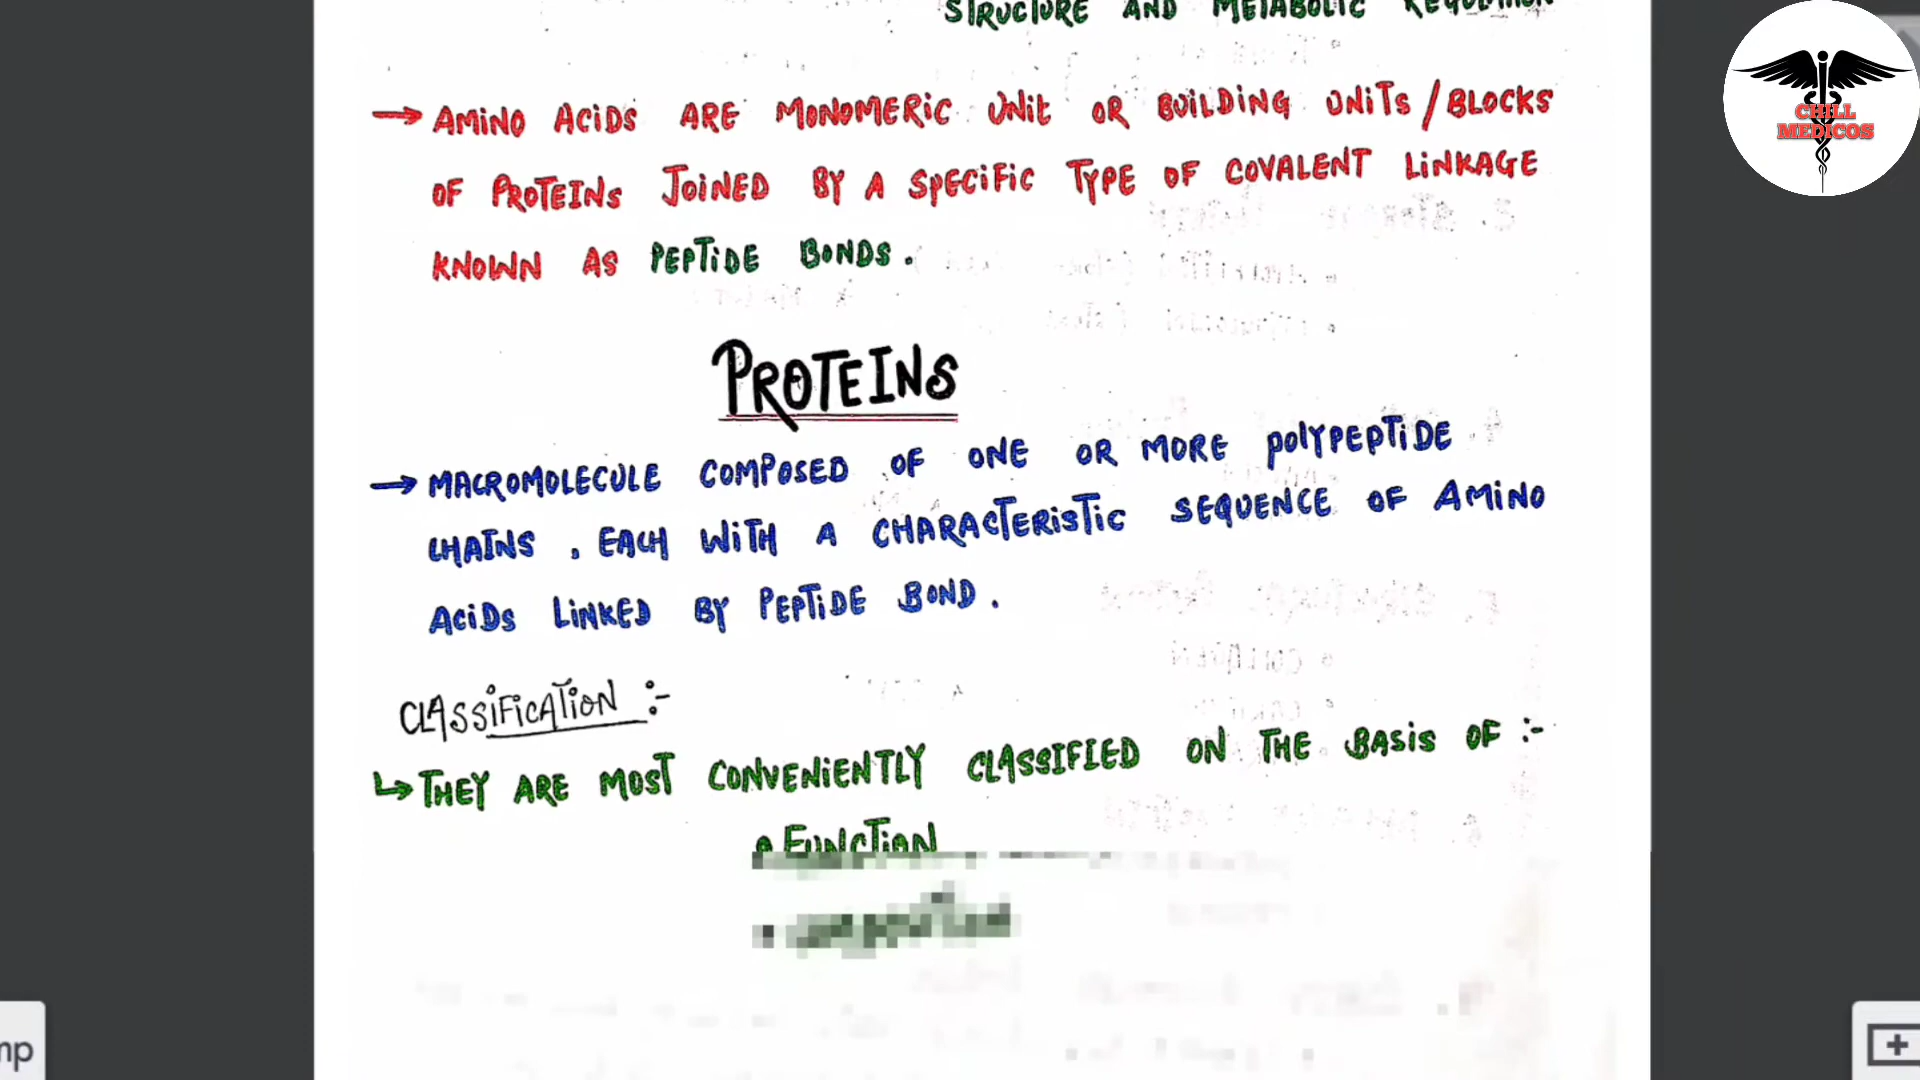 STRUCTURE AND METABOLIC REGULATION
CHILL
MEDICOS
→ AMINO ACIDS ARE MONOMERIC UNIT OR BUILDING UNITS / BLOCKS
OF PROTEINS JOINED BY A SPECIFIC TYPE OF COVALENT LINKAGE
KNOWN AS PEPTIDE BONDS.
PROTEINS
→ MACROMOLECULE COMPOSED OF ONE OR MORE POLYPEPTIDE
CHAINS, EACH WITH A CHARACTERISTIC SEQUENCE OF AMINO
ACIDS LINKED BY PEPTIDE BOND.
CLASSIFICATION :-
↳ THEY ARE MOST CONVENIENTLY CLASSIFIED ON THE BASIS OF :-
• FUNCTION
mp